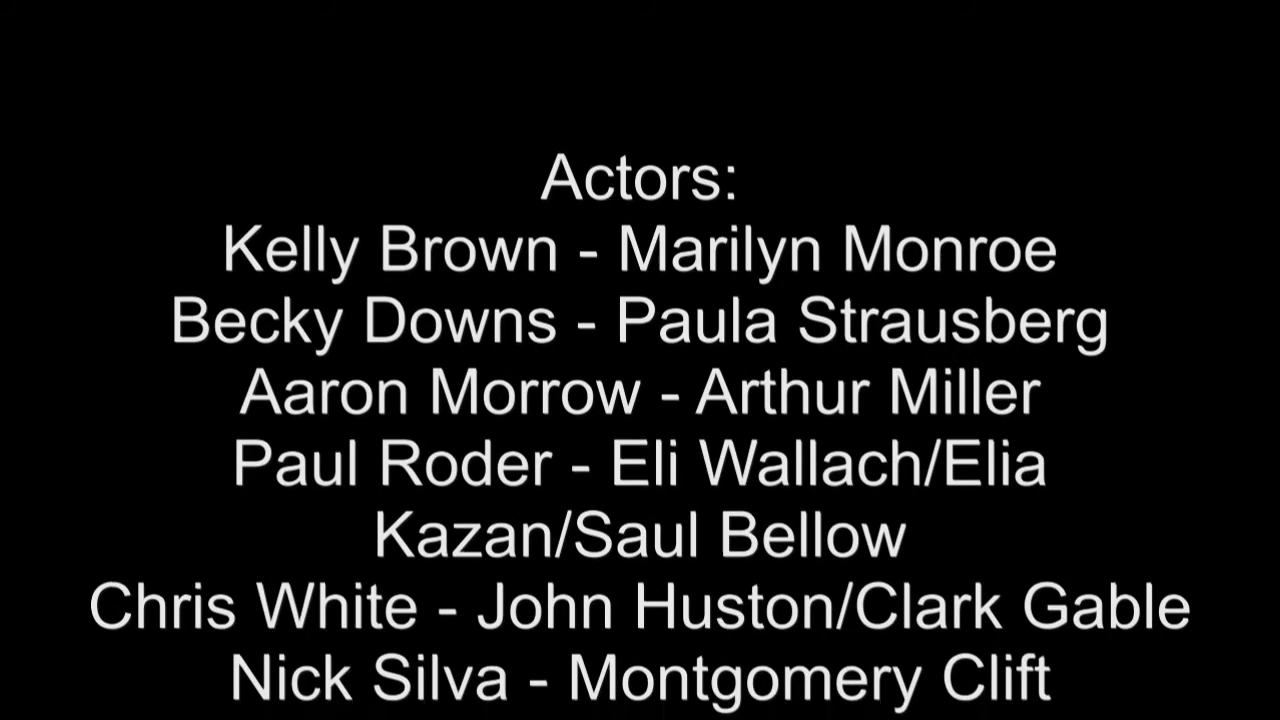 Actors:
Kelly Brown - Marilyn Monroe
Becky Downs - Paula Strausberg
Aaron Morrow - Arthur Miller
Paul Roder - Eli Wallach/Elia
Kazan/Saul Bellow
Chris White - John Huston/Clark Gable
Nick Silva - Montgomery Clift